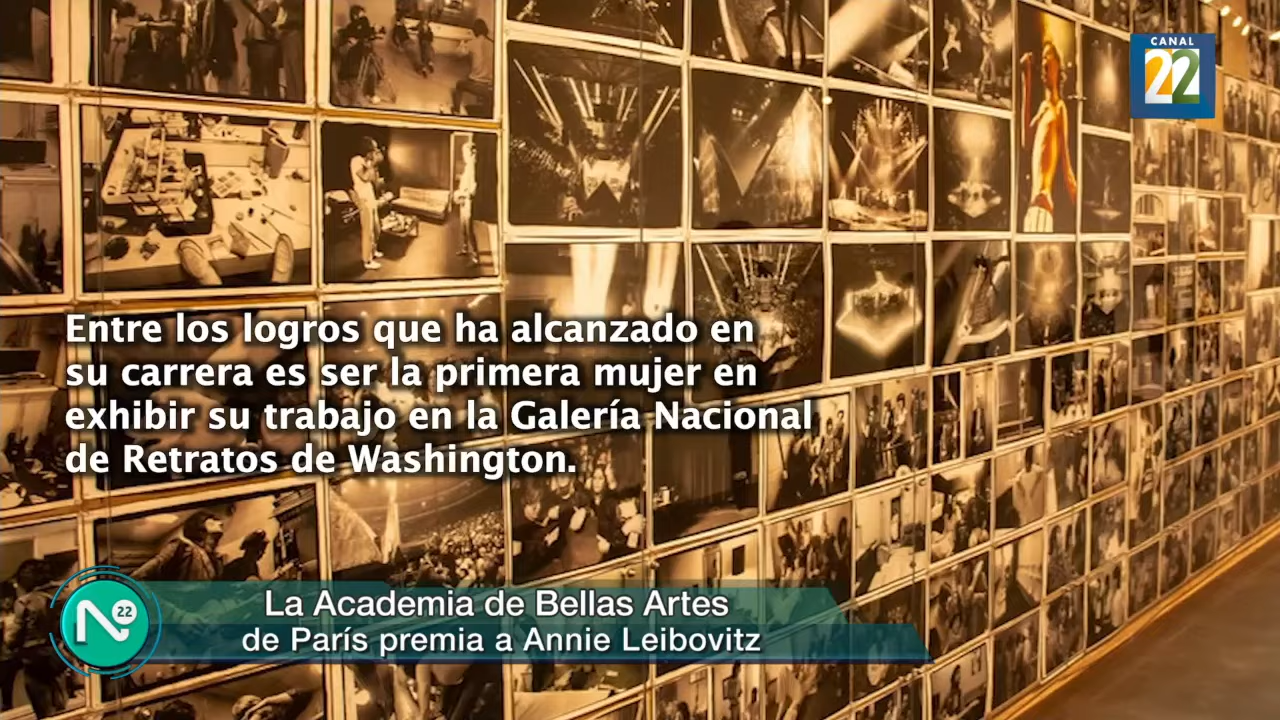 CANAL
22
Entre los logros que ha alcanzado en
su carrera es ser la primera mujer en
exhibir su trabajo en la Galería Nacional
de Retratos de Washington.
N 22
La Academia de Bellas Artes
de París premia a Annie Leibovitz